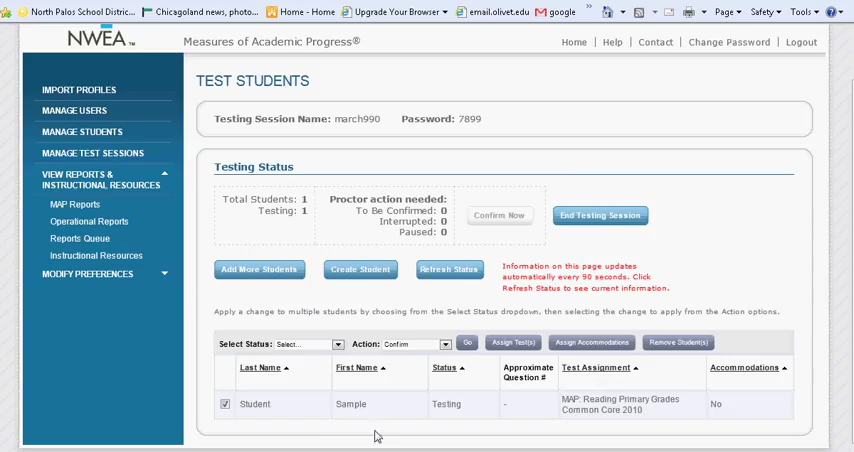 North Palos School District...
Chicagoland news, photo...
Home - Home
Upgrade Your Browser
email.olivet.edu
google
»
Page
Safety
Tools
NWEA™
Measures of Academic Progress®
Home | Help | Contact | Change Password | Logout
IMPORT PROFILES
MANAGE USERS
MANAGE STUDENTS
MANAGE TEST SESSIONS
VIEW REPORTS &
INSTRUCTIONAL RESOURCES
MAP Reports
Operational Reports
Reports Queue
Instructional Resources
MODIFY PREFERENCES
TEST STUDENTS
Testing Session Name: march990 Password: 7899
Testing Status
Total Students: 1
Testing: 1
Proctor action needed:
To Be Confirmed: 0
Interrupted: 0
Paused: 0
Confirm Now
End Testing Session
Add More Students
Create Student
Refresh Status
Information on this page updates
automatically every 90 seconds. Click
Refresh Status to see current information.
Apply a change to multiple students by choosing from the Select Status dropdown, then selecting the change to apply from the Action options.
Select Status: Select... Action: Confirm Go Assign Test(s) Assign Accommodations Remove Student(s)
Last Name First Name Status Approximate Question # Test Assignment Accommodations
Student Sample Testing - MAP: Reading Primary Grades No
Common Core 2010